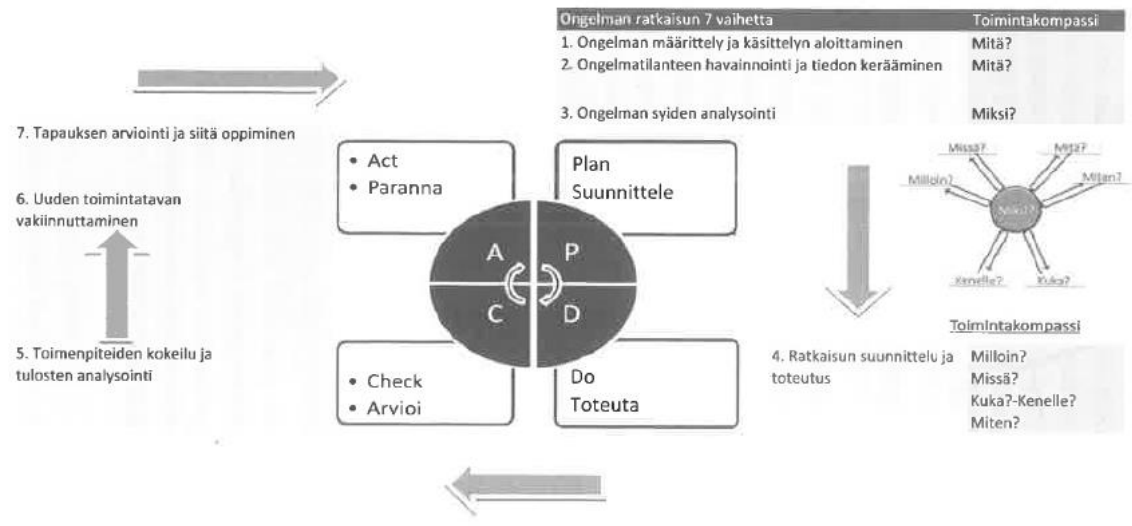 Ongelman ratkaisun 7 vaihetta Toimintakompassi
1. Ongelman määrittely ja käsittelyn aloittaminen Mitä?
2. Ongelmatilanteen havainnointi ja tiedon kerääminen Mitä?
3. Ongelman syiden analysointi Miksi?
7. Tapauksen arviointi ja siitä oppiminen
• Act
• Paranna
Plan
Suunnittele
Missä?
Mitä?
Milloin?
Miten?
Miksi?
Kenelle?
Kuka?
6. Uuden toimintatavan
vakiinnuttaminen
A P
C D
Toimintakompassi
5. Toimenpiteiden kokeilu ja
tulosten analysointi
• Check
• Arvioi
Do
Toteuta
4. Ratkaisun suunnittelu ja
toteutus
Milloin?
Missä?
Kuka?-Kenelle?
Miten?